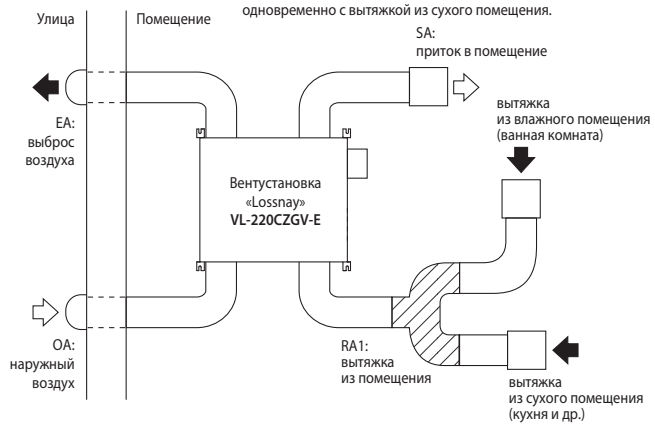 одновременно с вытяжкой из сухого помещения.
Улица
Помещение
SA:
приток в помещение
EA:
выброс
воздуха
вытяжка
из влажного помещения
(ванная комната)
Вентустановка
«Lossnay»
VL-220CZGV-E
OA:
наружный
воздух
RA1:
вытяжка
из помещения
вытяжка
из сухого помещения
(кухня и др.)